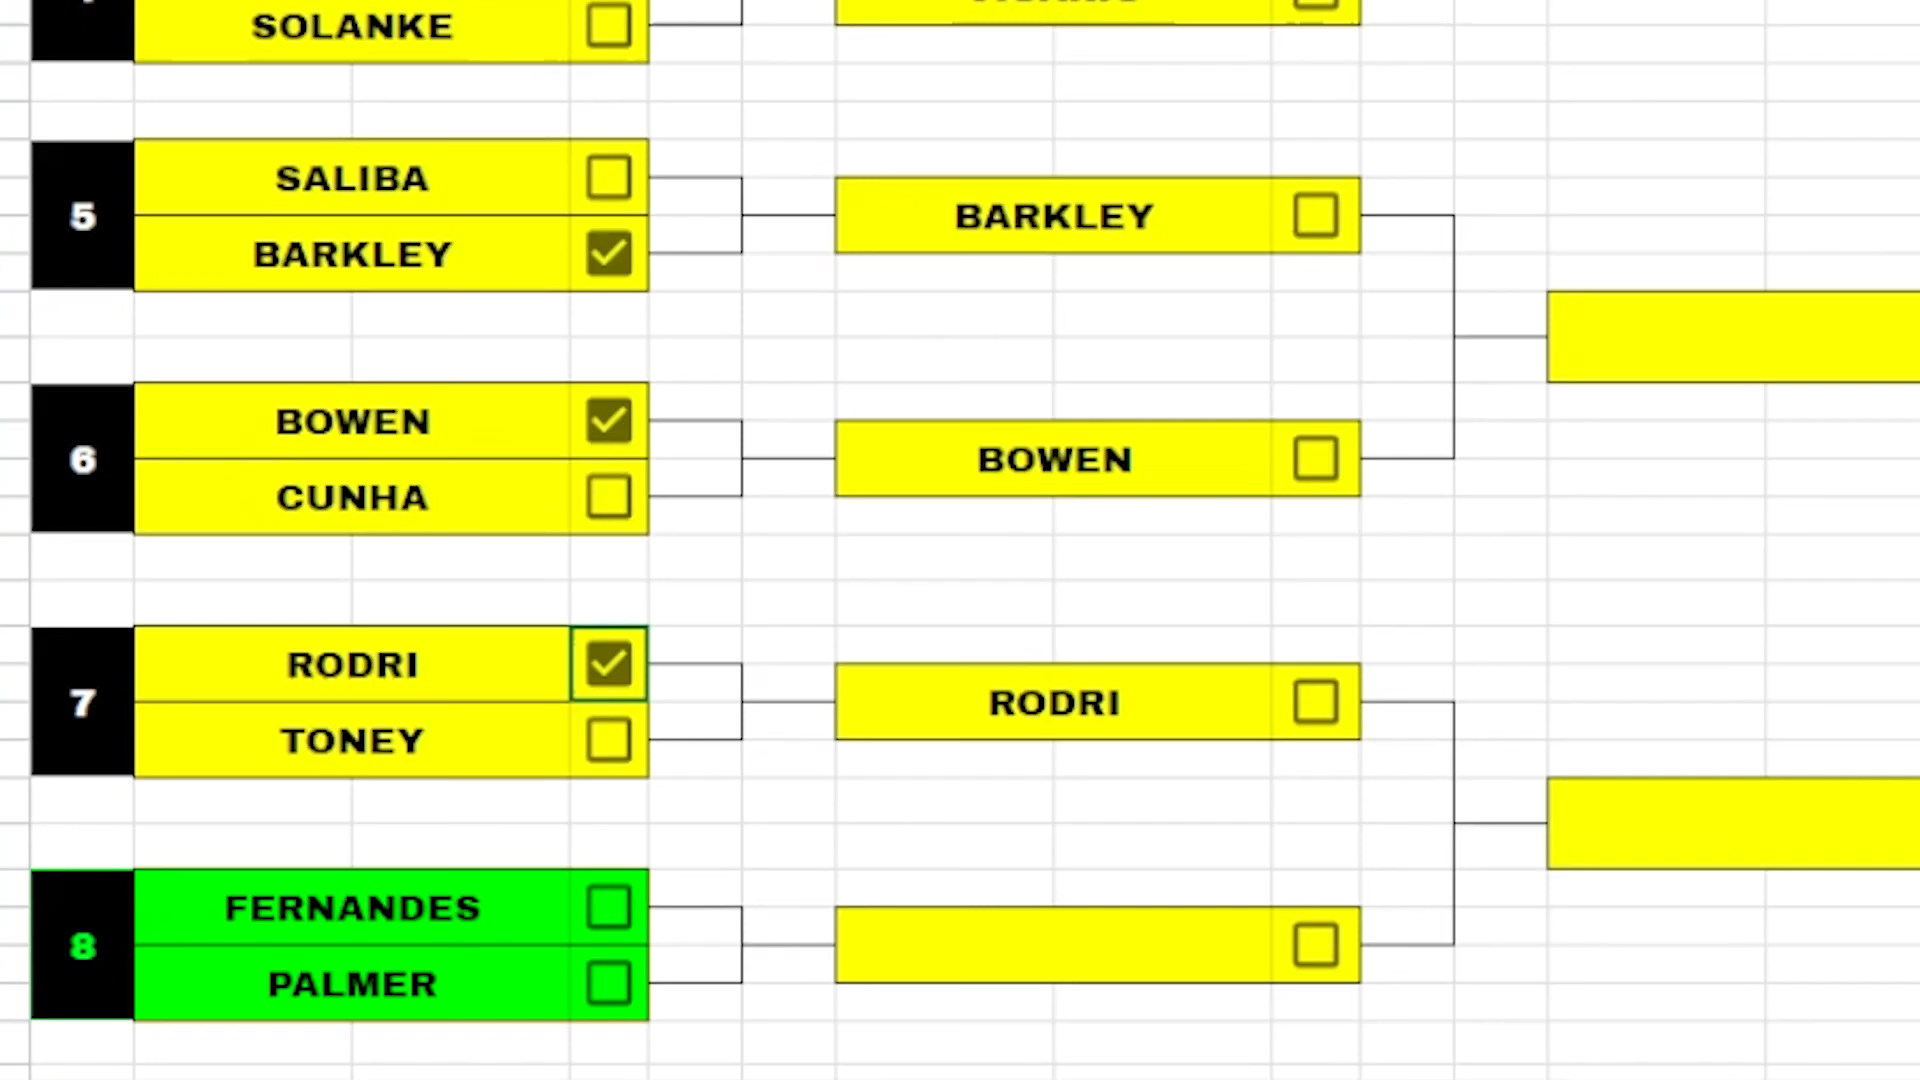 SOLANKE
5
SALIBA
BARKLEY
BARKLEY
6
BOWEN
CUNHA
BOWEN
7
RODRI
TONEY
RODRI
8
FERNANDES
PALMER